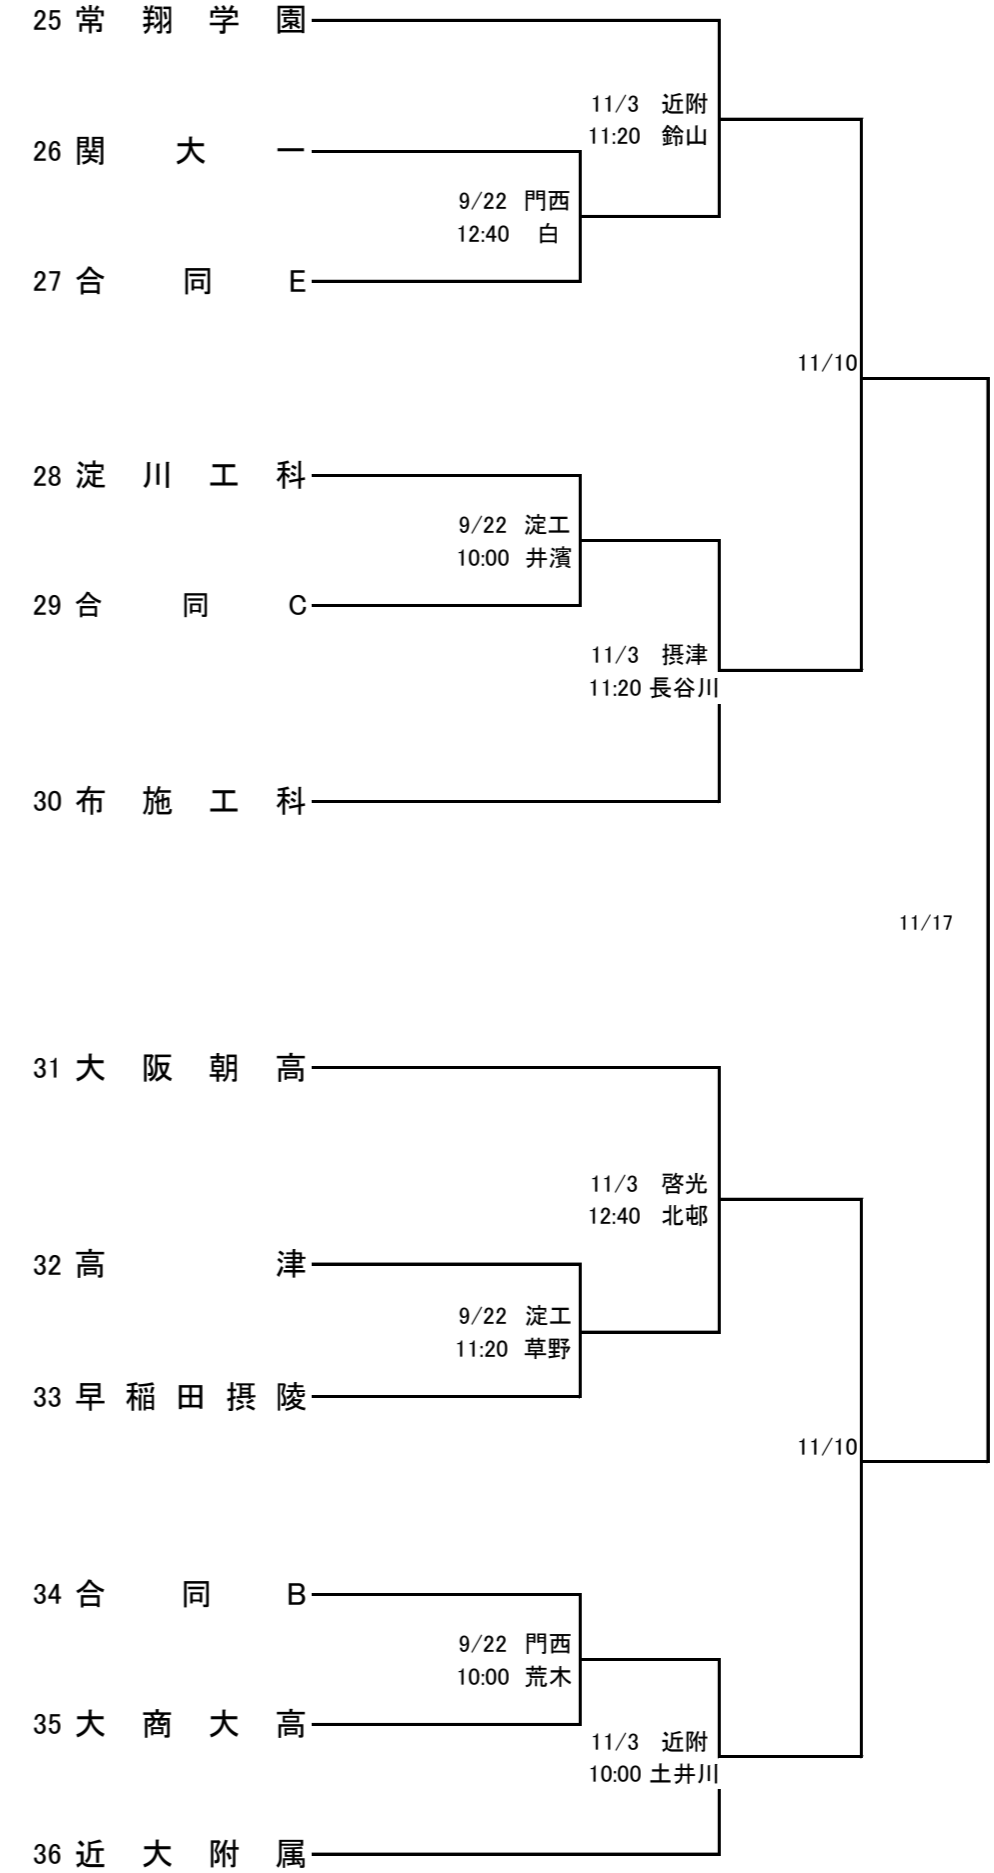 25 常翔学園
11/3 近附
11:20 鈴山
26 関大一
9/22 門西
12:40 白
27 合同E
11/10
28 淀川工科
9/22 淀工
10:00 井濱
29 合同C
11/3 摂津
11:20 長谷川
30 布施工科
11/17
31 大阪朝高
11/3 啓光
12:40 北邨
32 高津
9/22 淀工
11:20 草野
33 早稲田摂陵
11/10
34 合同B
9/22 門西
10:00 荒木
35 大商大高
11/3 近附
10:00 土井川
36 近大附属